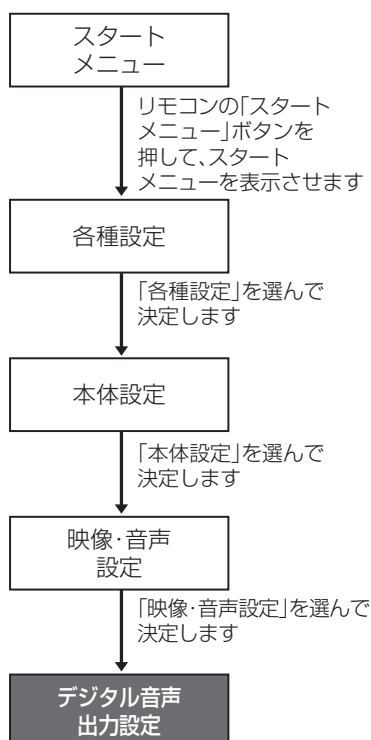 スタート
メニュー
リモコンの「スタート
メニュー」ボタンを
押して、スタート
メニューを表示させます
各種設定
「各種設定」を選んで
決定します
本体設定
「本体設定」を選んで
決定します
映像・音声
設定
「映像・音声設定」を選んで
決定します
デジタル音声
出力設定